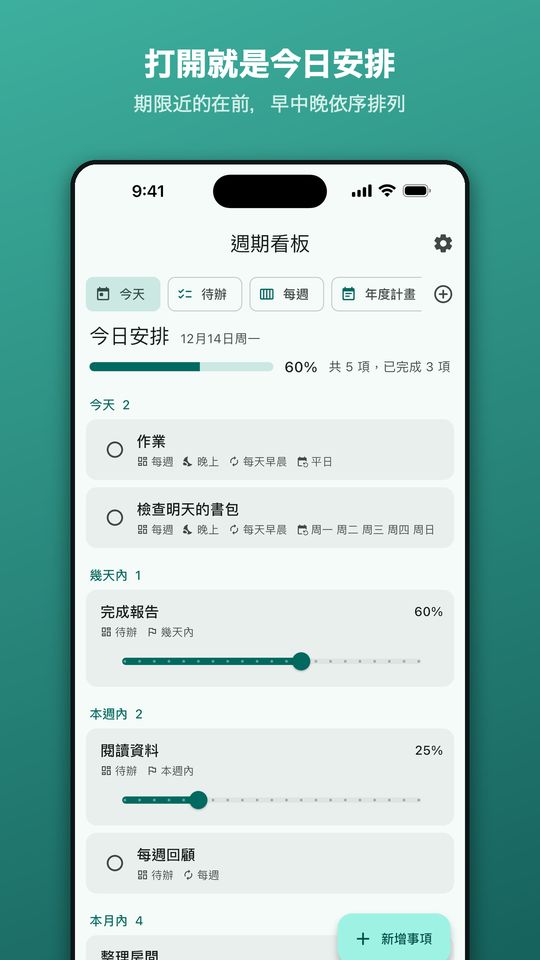 打開就是今日安排
期限近的在前，早中晚依序排列
9:41
週期看板
今天 待辦 每週 年度計畫
今日安排 12月14日周一
60% 共 5 項，已完成 3 項
今天 2
作業
每週 晚上 每天早晨 平日
檢查明天的書包
每週 晚上 每天早晨 周一 周二 周三 周四 周日
幾天內 1
完成報告 60%
待辦 幾天內
本週內 2
閱讀資料 25%
待辦 本週內
每週回顧
待辦 每週
本月內 4
整理房間
新增事項